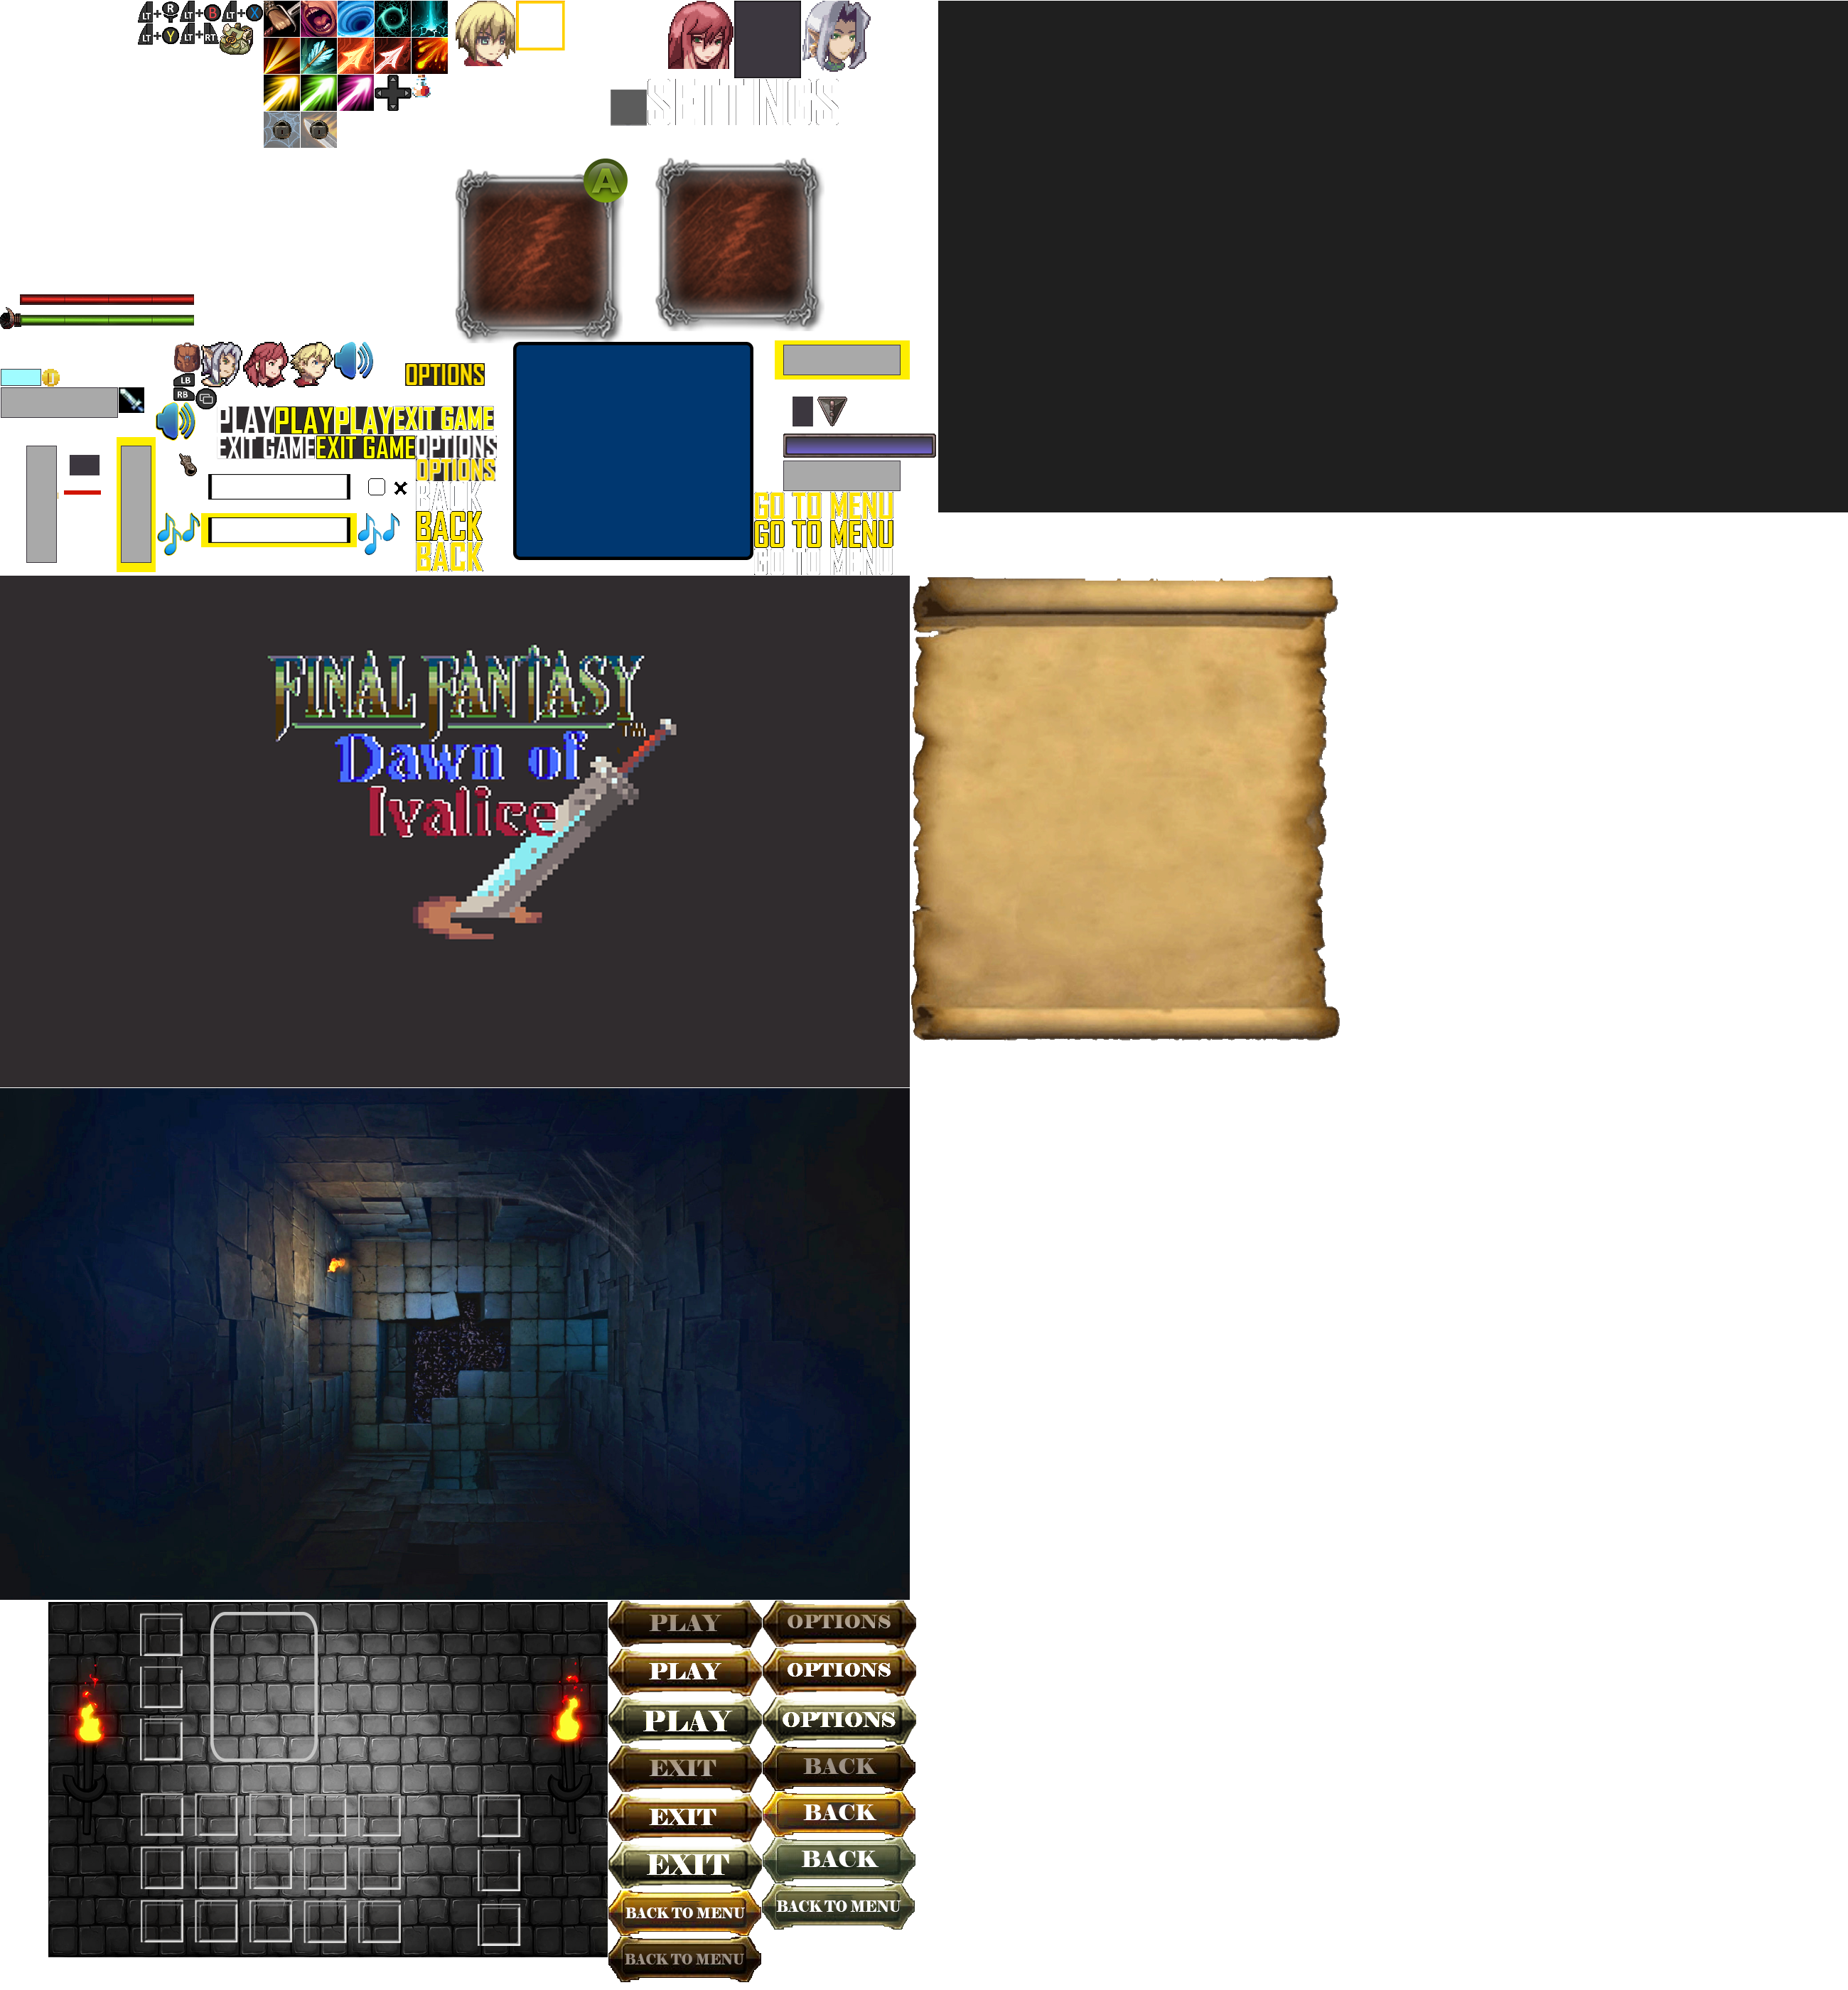 LT + R LT + B LT + X
LT + Y LT + RT
SETTINGS
A
LB
RB
OPTIONS
PLAY PLAY PLAY EXIT GAME
EXIT GAME EXIT GAME OPTIONS
OPTIONS
BACK
BACK
BACK
GO TO MENU
GO TO MENU
GO TO MENU
FINAL FANTASY
TM
Dawn of
Ivalice
PLAY OPTIONS
PLAY OPTIONS
PLAY OPTIONS
EXIT BACK
EXIT BACK
EXIT BACK
BACK TO MENU BACK TO MENU
BACK TO MENU